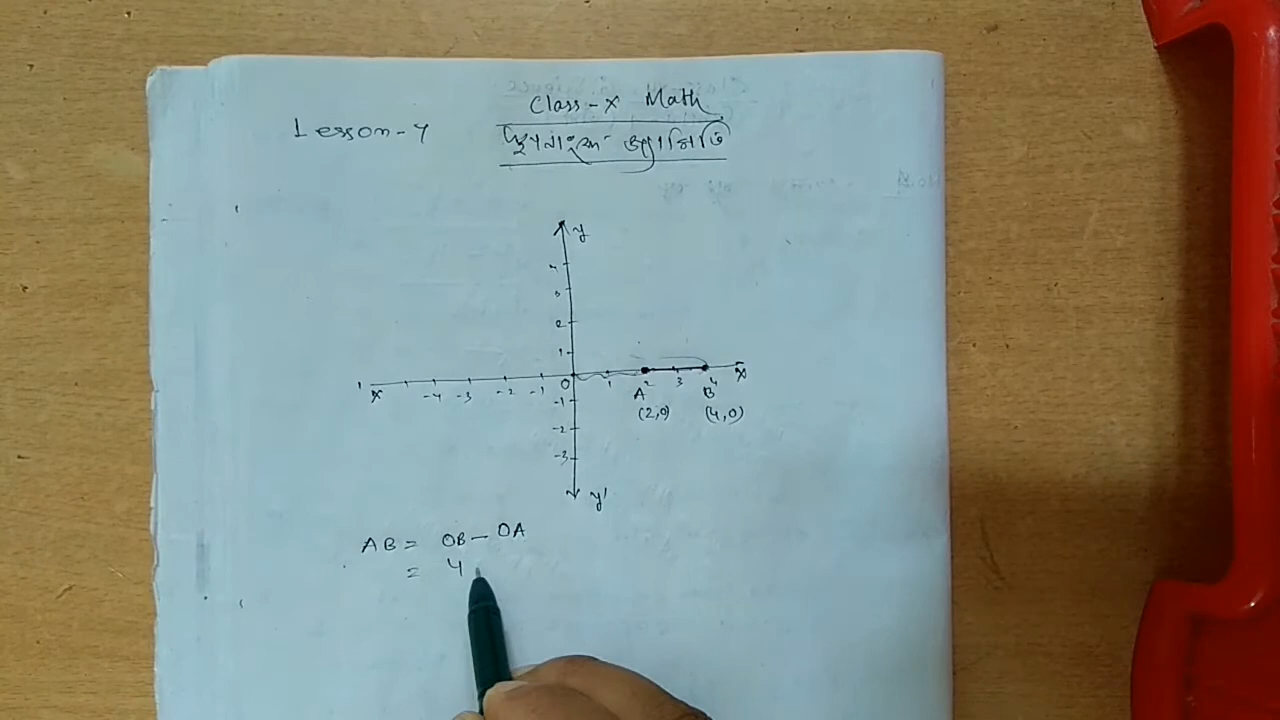 Class-X Math
Lesson-7
স্থানাংক জ্যামিতি
y
4
3
2
1
x' -4 -3 -2 -1 0 1 2 3 4 x
A B
(2,0) (4,0)
-1
-2
-3
y'
AB = OB - OA
= 4